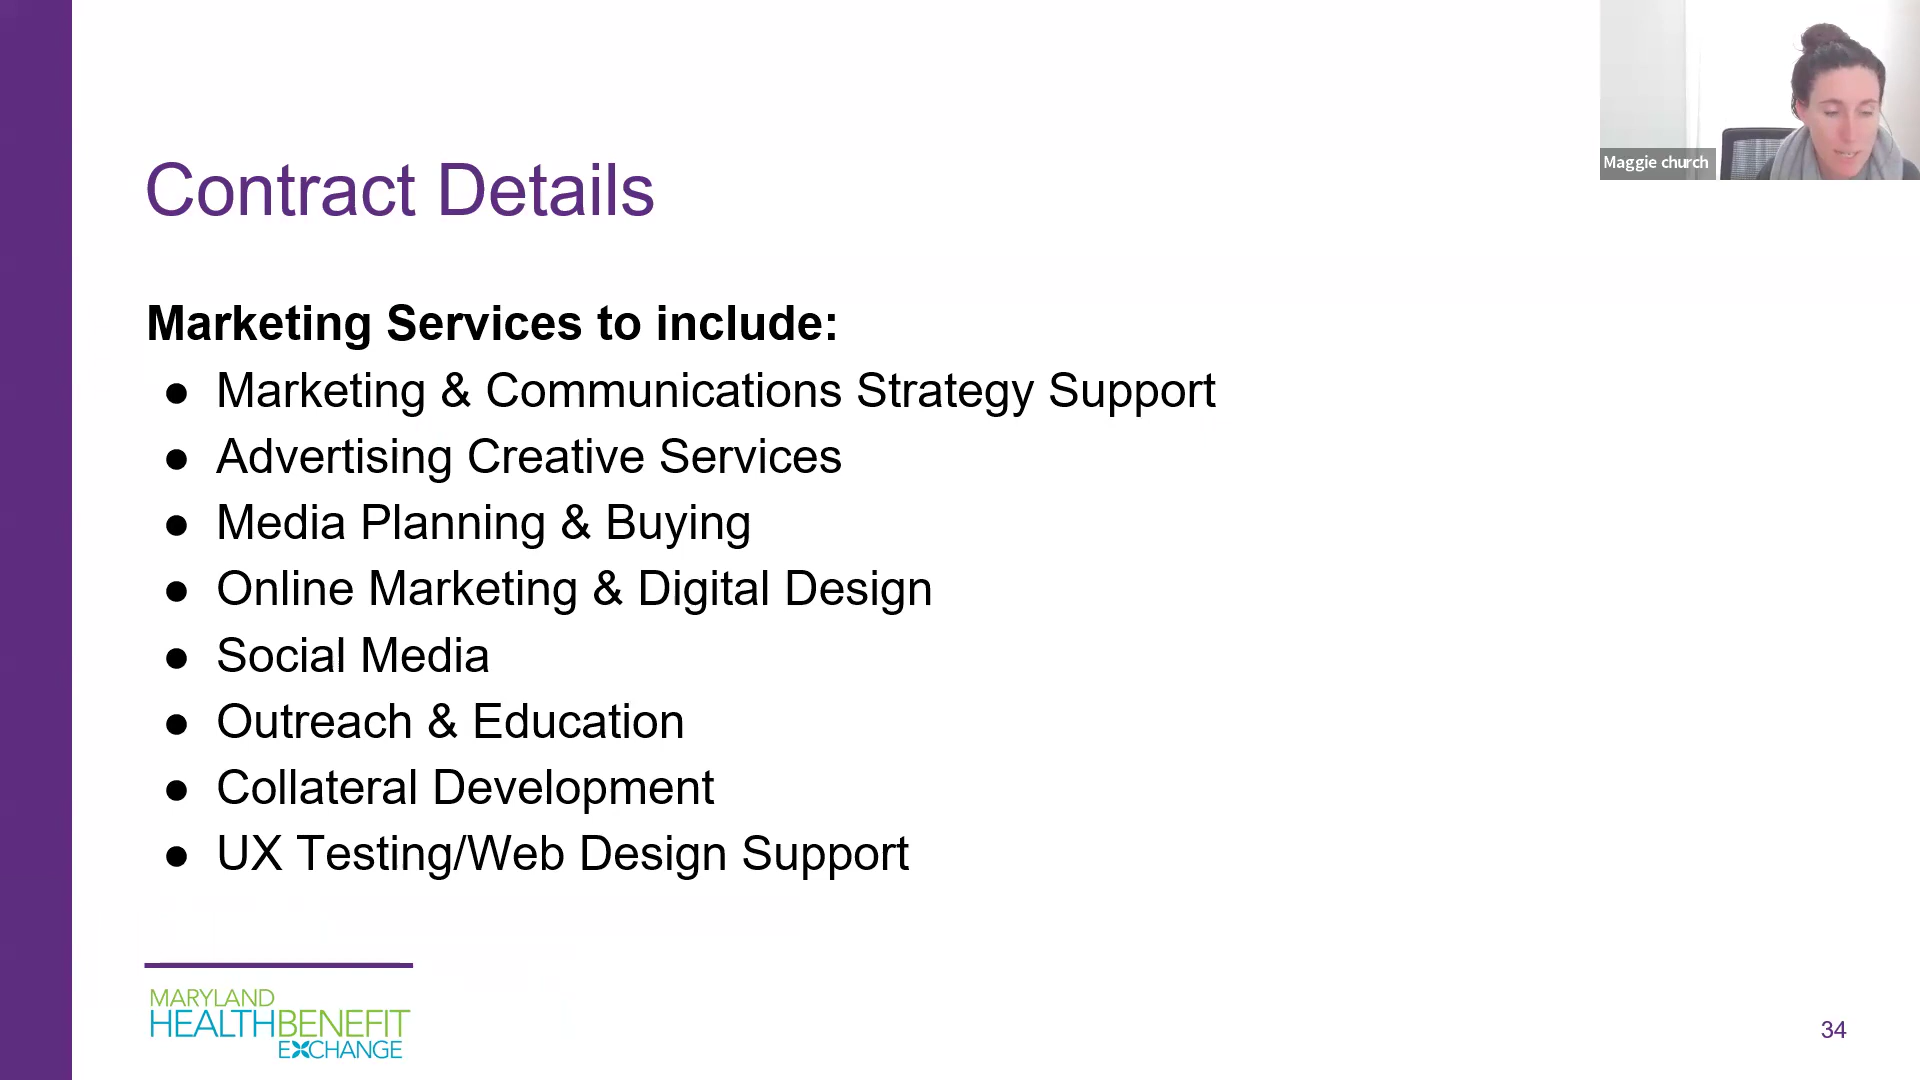 Maggie church
Contract Details
Marketing Services to include:
● Marketing & Communications Strategy Support
● Advertising Creative Services
● Media Planning & Buying
● Online Marketing & Digital Design
● Social Media
● Outreach & Education
● Collateral Development
● UX Testing/Web Design Support
MARYLAND
HEALTHBENEFIT
EXCHANGE
34